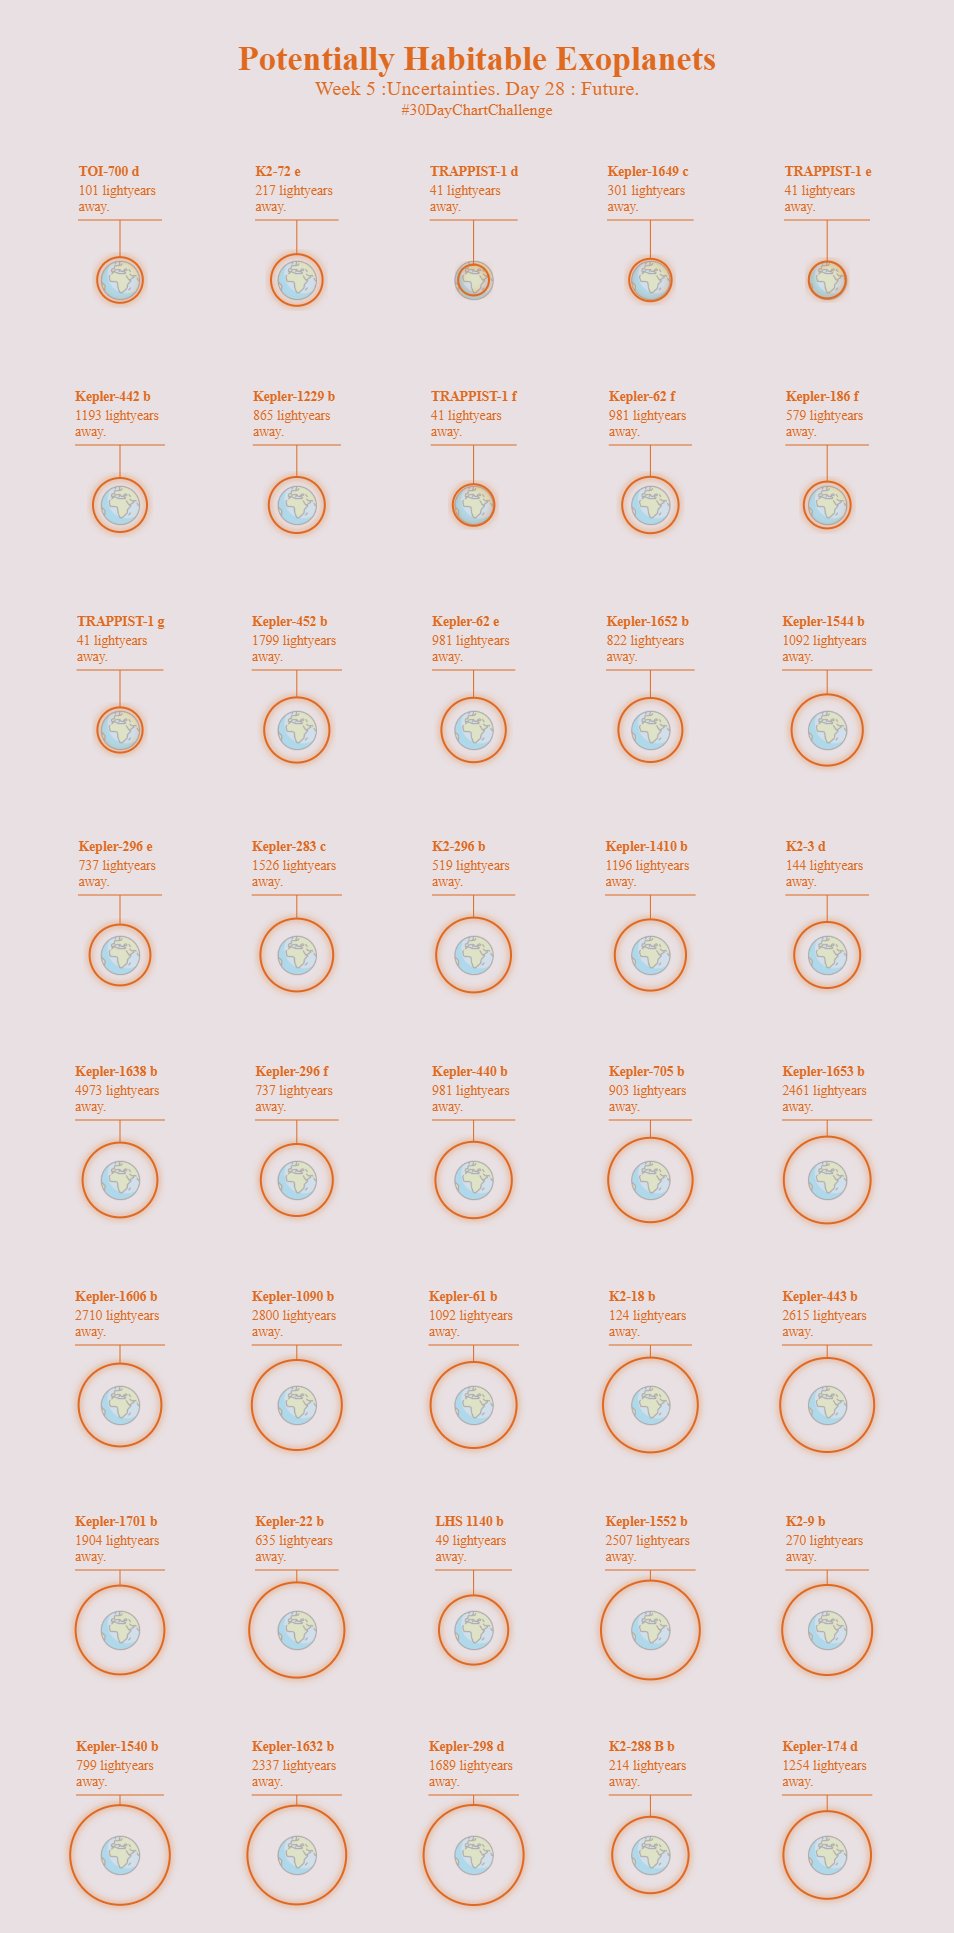 Potentially Habitable Exoplanets
Week 5 :Uncertainties. Day 28 : Future.
#30DayChartChallenge
TOI-700 d
101 lightyears
away.
K2-72 e
217 lightyears
away.
TRAPPIST-1 d
41 lightyears
away.
Kepler-1649 c
301 lightyears
away.
TRAPPIST-1 e
41 lightyears
away.
Kepler-442 b
1193 lightyears
away.
Kepler-1229 b
865 lightyears
away.
TRAPPIST-1 f
41 lightyears
away.
Kepler-62 f
981 lightyears
away.
Kepler-186 f
579 lightyears
away.
TRAPPIST-1 g
41 lightyears
away.
Kepler-452 b
1799 lightyears
away.
Kepler-62 e
981 lightyears
away.
Kepler-1652 b
822 lightyears
away.
Kepler-1544 b
1092 lightyears
away.
Kepler-296 e
737 lightyears
away.
Kepler-283 c
1526 lightyears
away.
K2-296 b
519 lightyears
away.
Kepler-1410 b
1196 lightyears
away.
K2-3 d
144 lightyears
away.
Kepler-1638 b
4973 lightyears
away.
Kepler-296 f
737 lightyears
away.
Kepler-440 b
981 lightyears
away.
Kepler-705 b
903 lightyears
away.
Kepler-1653 b
2461 lightyears
away.
Kepler-1606 b
2710 lightyears
away.
Kepler-1090 b
2800 lightyears
away.
Kepler-61 b
1092 lightyears
away.
K2-18 b
124 lightyears
away.
Kepler-443 b
2615 lightyears
away.
Kepler-1701 b
1904 lightyears
away.
Kepler-22 b
635 lightyears
away.
LHS 1140 b
49 lightyears
away.
Kepler-1552 b
2507 lightyears
away.
K2-9 b
270 lightyears
away.
Kepler-1540 b
799 lightyears
away.
Kepler-1632 b
2337 lightyears
away.
Kepler-298 d
1689 lightyears
away.
K2-288 B b
214 lightyears
away.
Kepler-174 d
1254 lightyears
away.